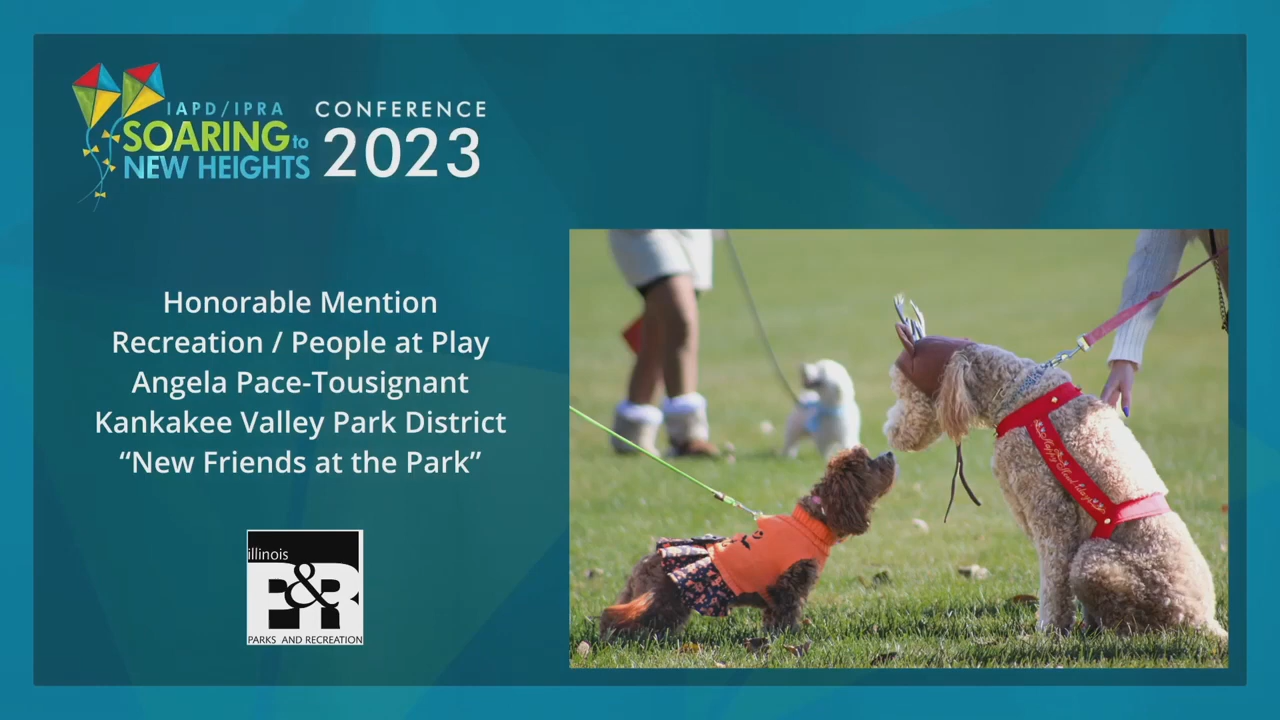 IAPD/IPRA
SOARING to
NEW HEIGHTS
CONFERENCE
2023
Honorable Mention
Recreation / People at Play
Angela Pace-Tousignant
Kankakee Valley Park District
“New Friends at the Park”
illinois
P&R
PARKS AND RECREATION